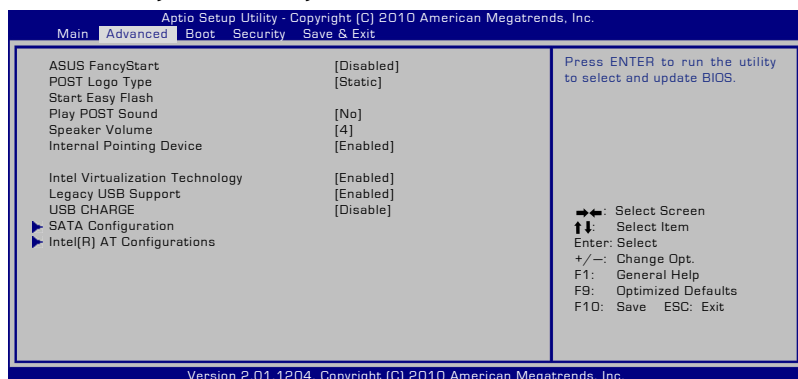 Aptio Setup Utility - Copyright (C) 2010 American Megatrends, Inc.
Main Advanced Boot Security Save & Exit
ASUS FancyStart [Disabled]
POST Logo Type [Static]
Start Easy Flash
Play POST Sound [No]
Speaker Volume [4]
Internal Pointing Device [Enabled]
Intel Virtualization Technology [Enabled]
Legacy USB Support [Enabled]
USB CHARGE [Disable]
SATA Configuration
Intel(R) AT Configurations
Press ENTER to run the utility
to select and update BIOS.
→←: Select Screen
↑↓: Select Item
Enter: Select
+/—: Change Opt.
F1: General Help
F9: Optimized Defaults
F10: Save ESC: Exit
Version 2.01.1204. Copyright (C) 2010 American Megatrends, Inc.